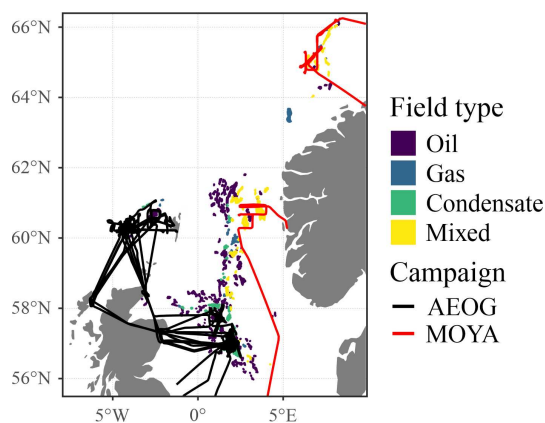 66°N
64°N
62°N
60°N
58°N
56°N
5°W
0°
5°E
Field type
Oil
Gas
Condensate
Mixed
Campaign
AEOG
MOYA